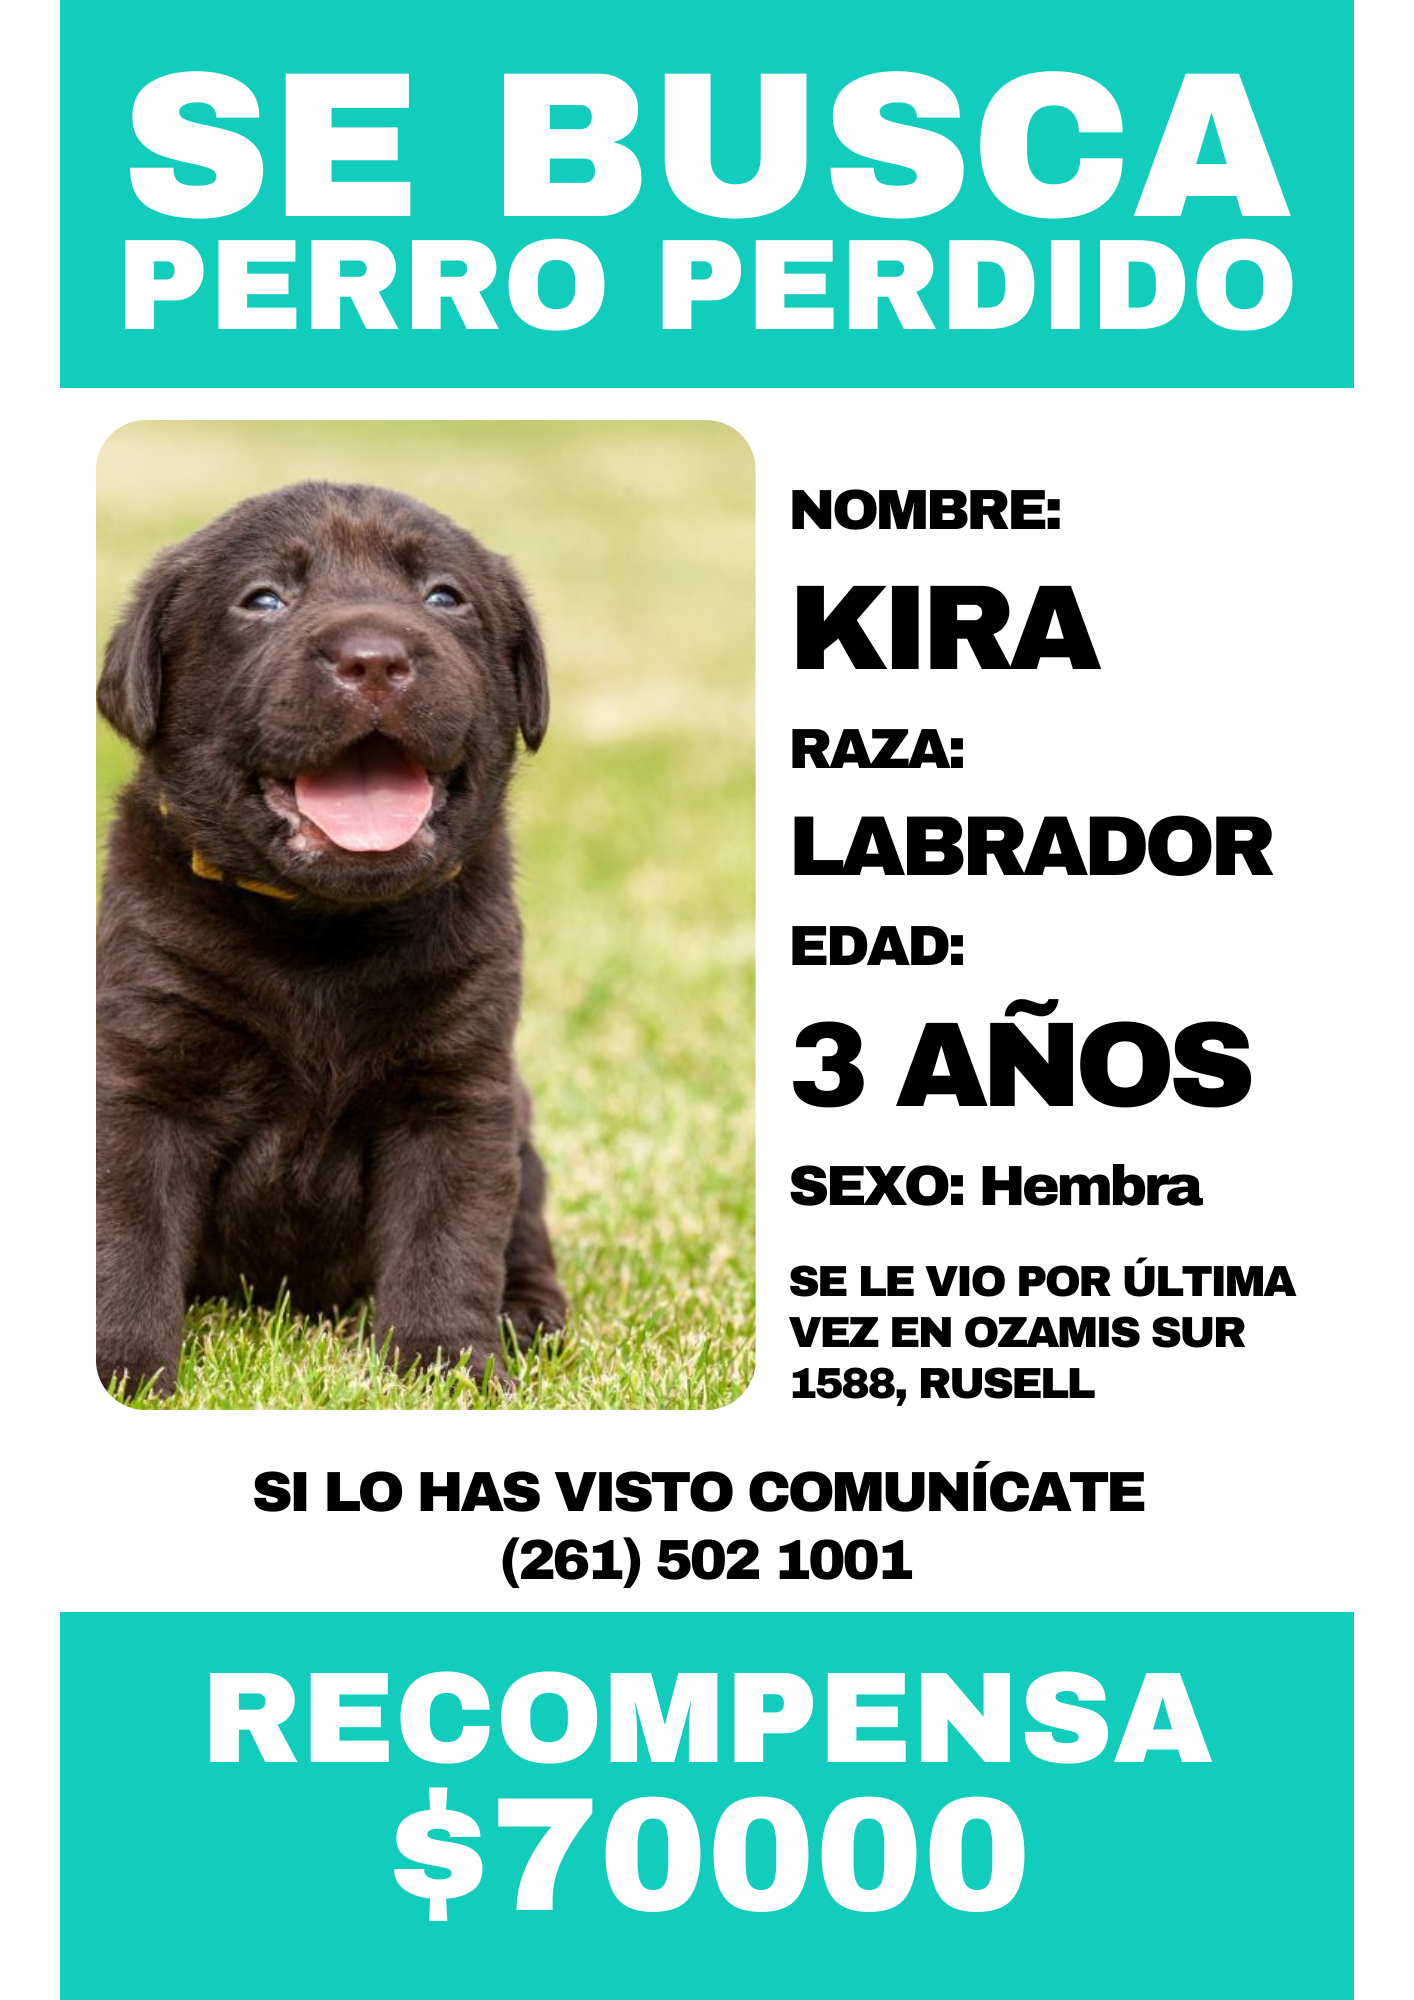 SE BUSCA
PERRO PERDIDO
NOMBRE:
KIRA
RAZA:
LABRADOR
EDAD:
3 AÑOS
SEXO: Hembra
SE LE VIO POR ÚLTIMA
VEZ EN OZAMIS SUR
1588, RUSELL
SI LO HAS VISTO COMUNÍCATE
(261) 502 1001
RECOMPENSA
$70000